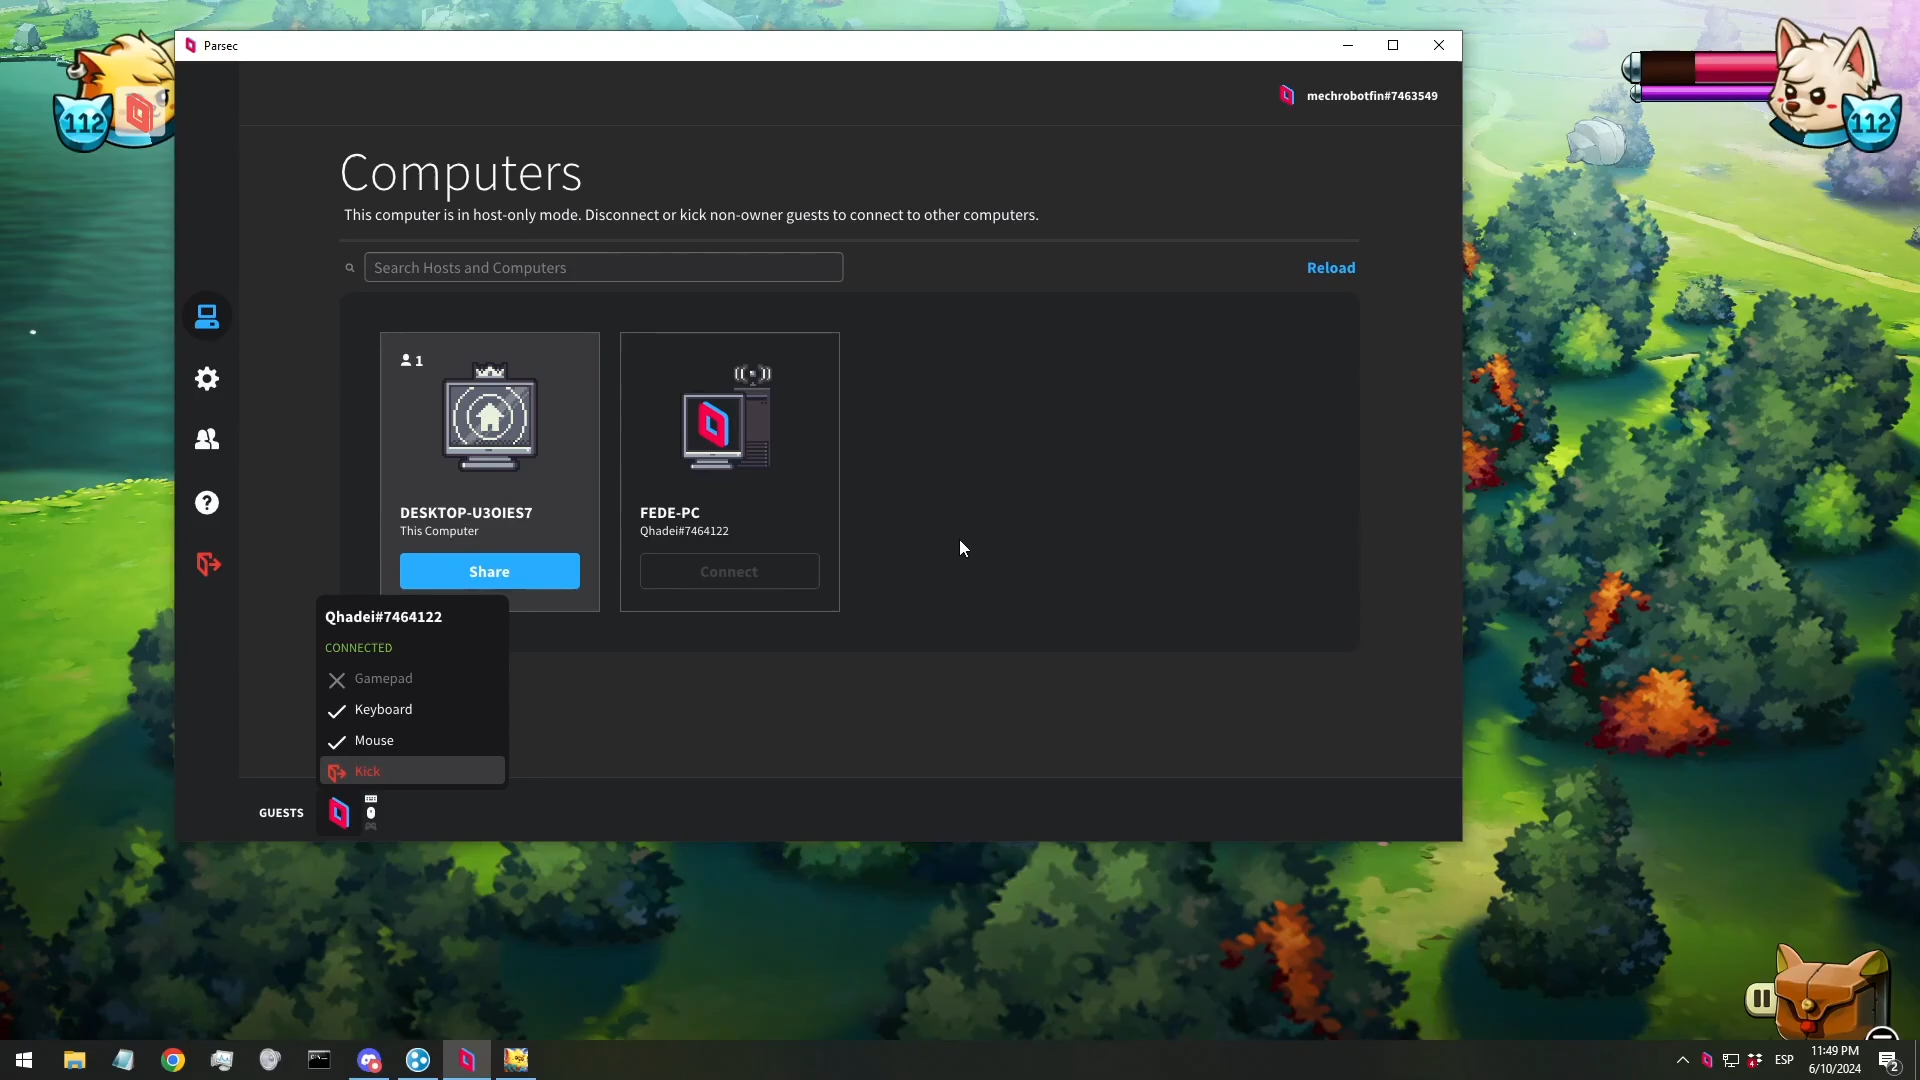 Parsec
112
112
mechrobotfin#7463549
Computers
This computer is in host-only mode. Disconnect or kick non-owner guests to connect to other computers.
Search Hosts and Computers
Reload
1
DESKTOP-U3OIES7
This Computer
Share
FEDE-PC
Qhadei#7464122
Connect
Qhadei#7464122
CONNECTED
Gamepad
Keyboard
Mouse
Kick
GUESTS
ESP
11:49 PM
6/10/2024
2